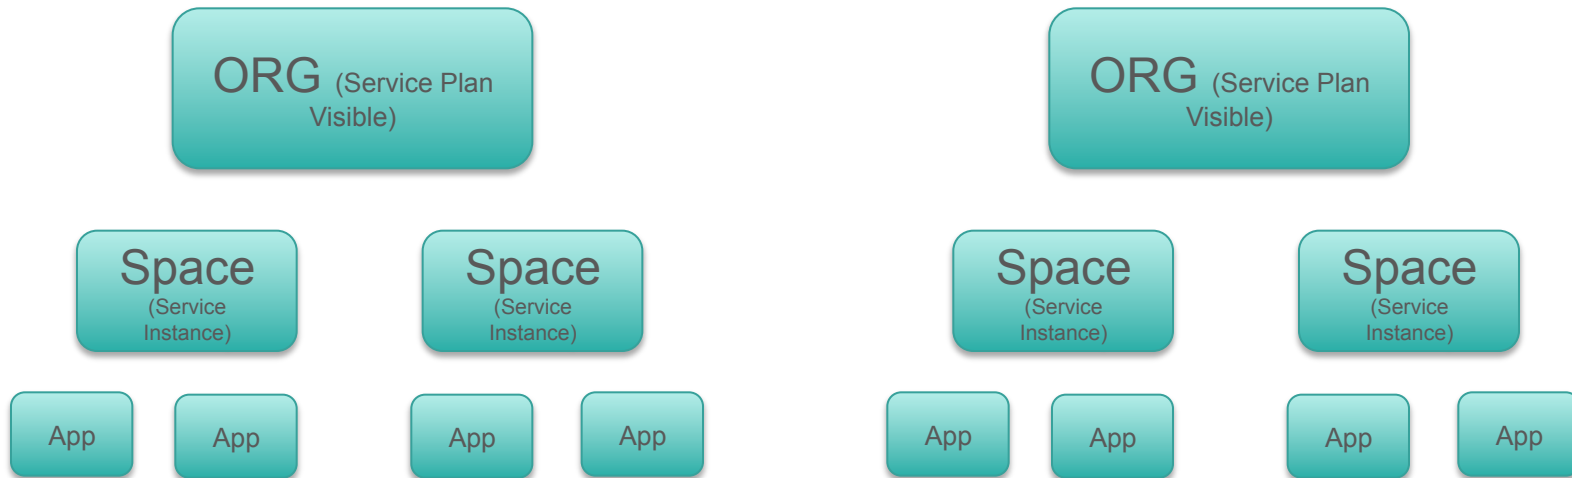 ORG (Service Plan
Visible)
ORG (Service Plan
Visible)
Space
(Service
Instance)
Space
(Service
Instance)
Space
(Service
Instance)
Space
(Service
Instance)
App
App
App
App
App
App
App
App